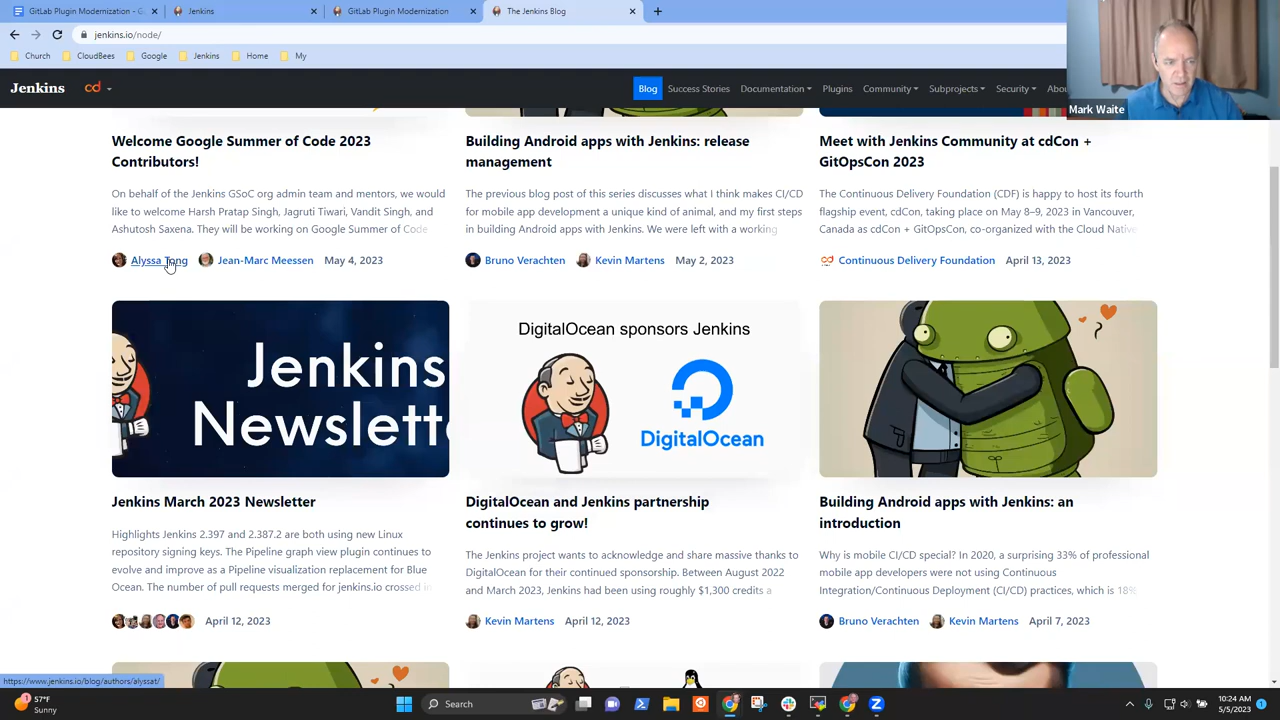 GitLab Plugin Modernization - G
Jenkins
GitLab Plugin Modernization
The Jenkins Blog
jenkins.io/node/
Church
CloudBees
Google
Jenkins
Home
My
Mark Waite
Jenkins
cd
Blog
Success Stories
Documentation
Plugins
Community
Subprojects
Security
Abou
Welcome Google Summer of Code 2023
Contributors!
On behalf of the Jenkins GSoC org admin team and mentors, we would
like to welcome Harsh Pratap Singh, Jagruti Tiwari, Vandit Singh, and
Ashutosh Saxena. They will be working on Google Summer of Code
Alyssa Tong
Jean-Marc Meessen
May 4, 2023
Building Android apps with Jenkins: release
management
The previous blog post of this series discusses what I think makes CI/CD
for mobile app development a unique kind of animal, and my first steps
in building Android apps with Jenkins. We were left with a working
Bruno Verachten
Kevin Martens
May 2, 2023
Meet with Jenkins Community at cdCon +
GitOpsCon 2023
The Continuous Delivery Foundation (CDF) is happy to host its fourth
flagship event, cdCon, taking place on May 8–9, 2023 in Vancouver,
Canada as cdCon + GitOpsCon, co-organized with the Cloud Native
Continuous Delivery Foundation
April 13, 2023
Jenkins
Newslett
Jenkins March 2023 Newsletter
Highlights Jenkins 2.397 and 2.387.2 are both using new Linux
repository signing keys. The Pipeline graph view plugin continues to
evolve and improve as a Pipeline visualization replacement for Blue
Ocean. The number of pull requests merged for jenkins.io crossed in
April 12, 2023
DigitalOcean sponsors Jenkins
DigitalOcean
DigitalOcean and Jenkins partnership
continues to grow!
The Jenkins project wants to acknowledge and share massive thanks to
DigitalOcean for their continued sponsorship. Between August 2022
and March 2023, Jenkins had been using roughly $1,300 credits a
Kevin Martens
April 12, 2023
Building Android apps with Jenkins: an
introduction
Why is mobile CI/CD special? In 2020, a surprising 33% of professional
mobile app developers were not using Continuous
Integration/Continuous Deployment (CI/CD) practices, which is 18%
Bruno Verachten
Kevin Martens
April 7, 2023
https://www.jenkins.io/blog/authors/alyssat/
1
57°F
Sunny
Search
10:24 AM
5/5/2023